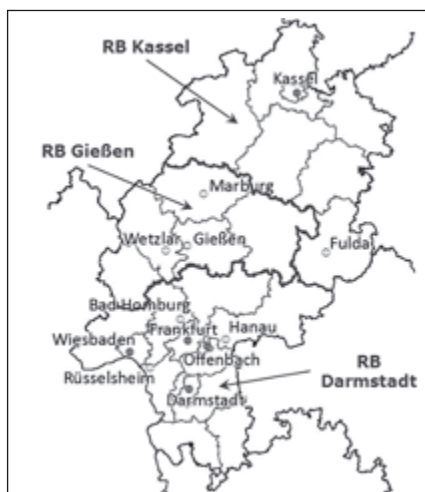 RB Kassel
Kassel
RB Gießen
Marburg
Wetzlar
Gießen
Fulda
Bad Homburg
Wiesbaden
Frankfurt
Hanau
Offenbach
Rüsselsheim
RB
Darmstadt
Darmstadt